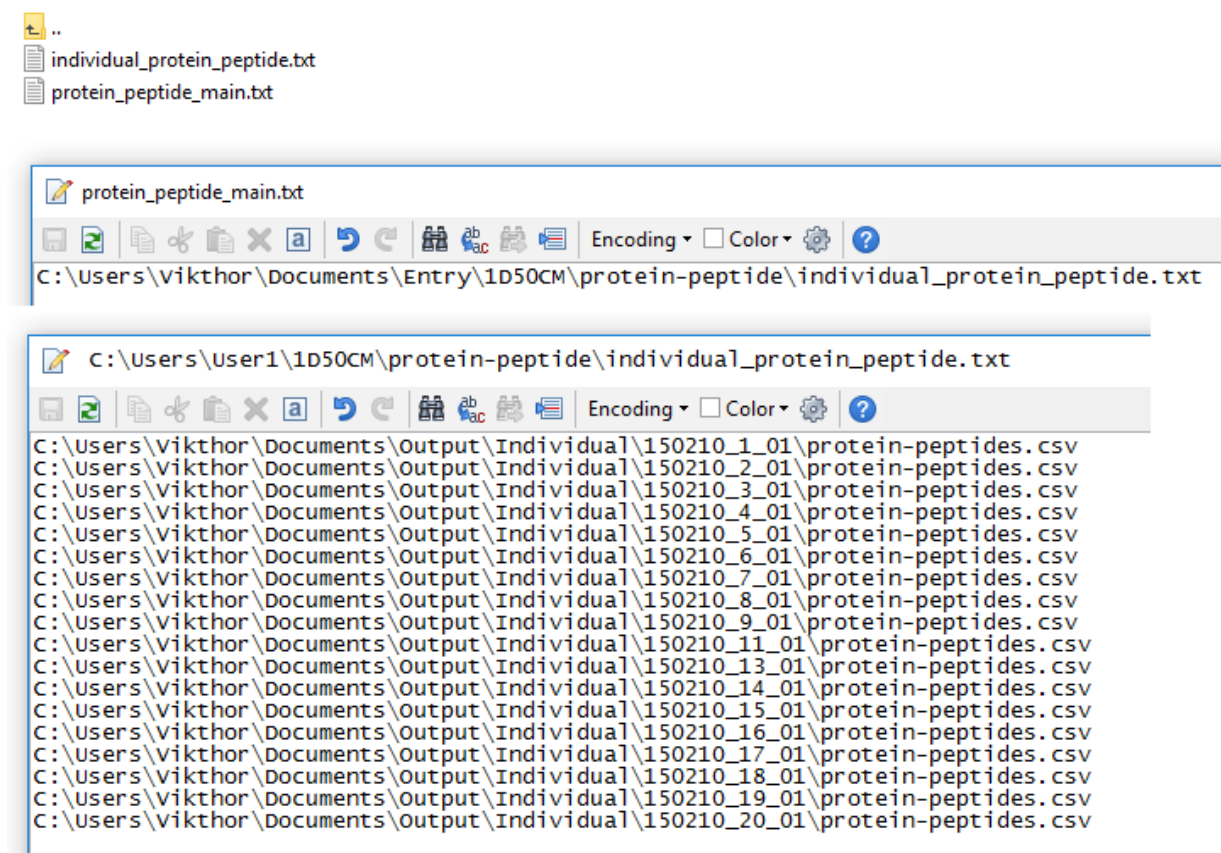 ..
individual_protein_peptide.txt
protein_peptide_main.txt
protein_peptide_main.txt
a ab ac Encoding Color ?
C:\Users\Vikthor\Documents\Entry\1D50CM\protein-peptide\individual_protein_peptide.txt
C:\Users\User1\1D50CM\protein-peptide\individual_protein_peptide.txt
a ab ac Encoding Color ?
C:\Users\Vikthor\Documents\Output\Individual\150210_1_01\protein-peptides.csv
C:\Users\Vikthor\Documents\Output\Individual\150210_2_01\protein-peptides.csv
C:\Users\Vikthor\Documents\Output\Individual\150210_3_01\protein-peptides.csv
C:\Users\Vikthor\Documents\Output\Individual\150210_4_01\protein-peptides.csv
C:\Users\Vikthor\Documents\Output\Individual\150210_5_01\protein-peptides.csv
C:\Users\Vikthor\Documents\Output\Individual\150210_6_01\protein-peptides.csv
C:\Users\Vikthor\Documents\Output\Individual\150210_7_01\protein-peptides.csv
C:\Users\Vikthor\Documents\Output\Individual\150210_8_01\protein-peptides.csv
C:\Users\Vikthor\Documents\Output\Individual\150210_9_01\protein-peptides.csv
C:\Users\Vikthor\Documents\Output\Individual\150210_11_01\protein-peptides.csv
C:\Users\Vikthor\Documents\Output\Individual\150210_13_01\protein-peptides.csv
C:\Users\Vikthor\Documents\Output\Individual\150210_14_01\protein-peptides.csv
C:\Users\Vikthor\Documents\Output\Individual\150210_15_01\protein-peptides.csv
C:\Users\Vikthor\Documents\Output\Individual\150210_16_01\protein-peptides.csv
C:\Users\Vikthor\Documents\Output\Individual\150210_17_01\protein-peptides.csv
C:\Users\Vikthor\Documents\Output\Individual\150210_18_01\protein-peptides.csv
C:\Users\Vikthor\Documents\Output\Individual\150210_19_01\protein-peptides.csv
C:\Users\Vikthor\Documents\Output\Individual\150210_20_01\protein-peptides.csv